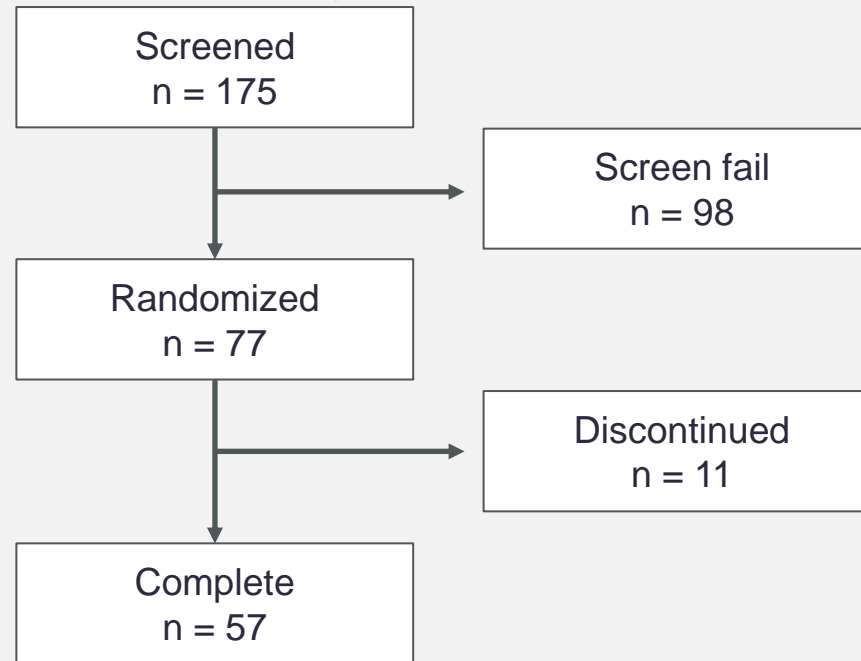 Screened
n = 175
Screen fail
n = 98
Randomized
n = 77
Discontinued
n = 11
Complete
n = 57